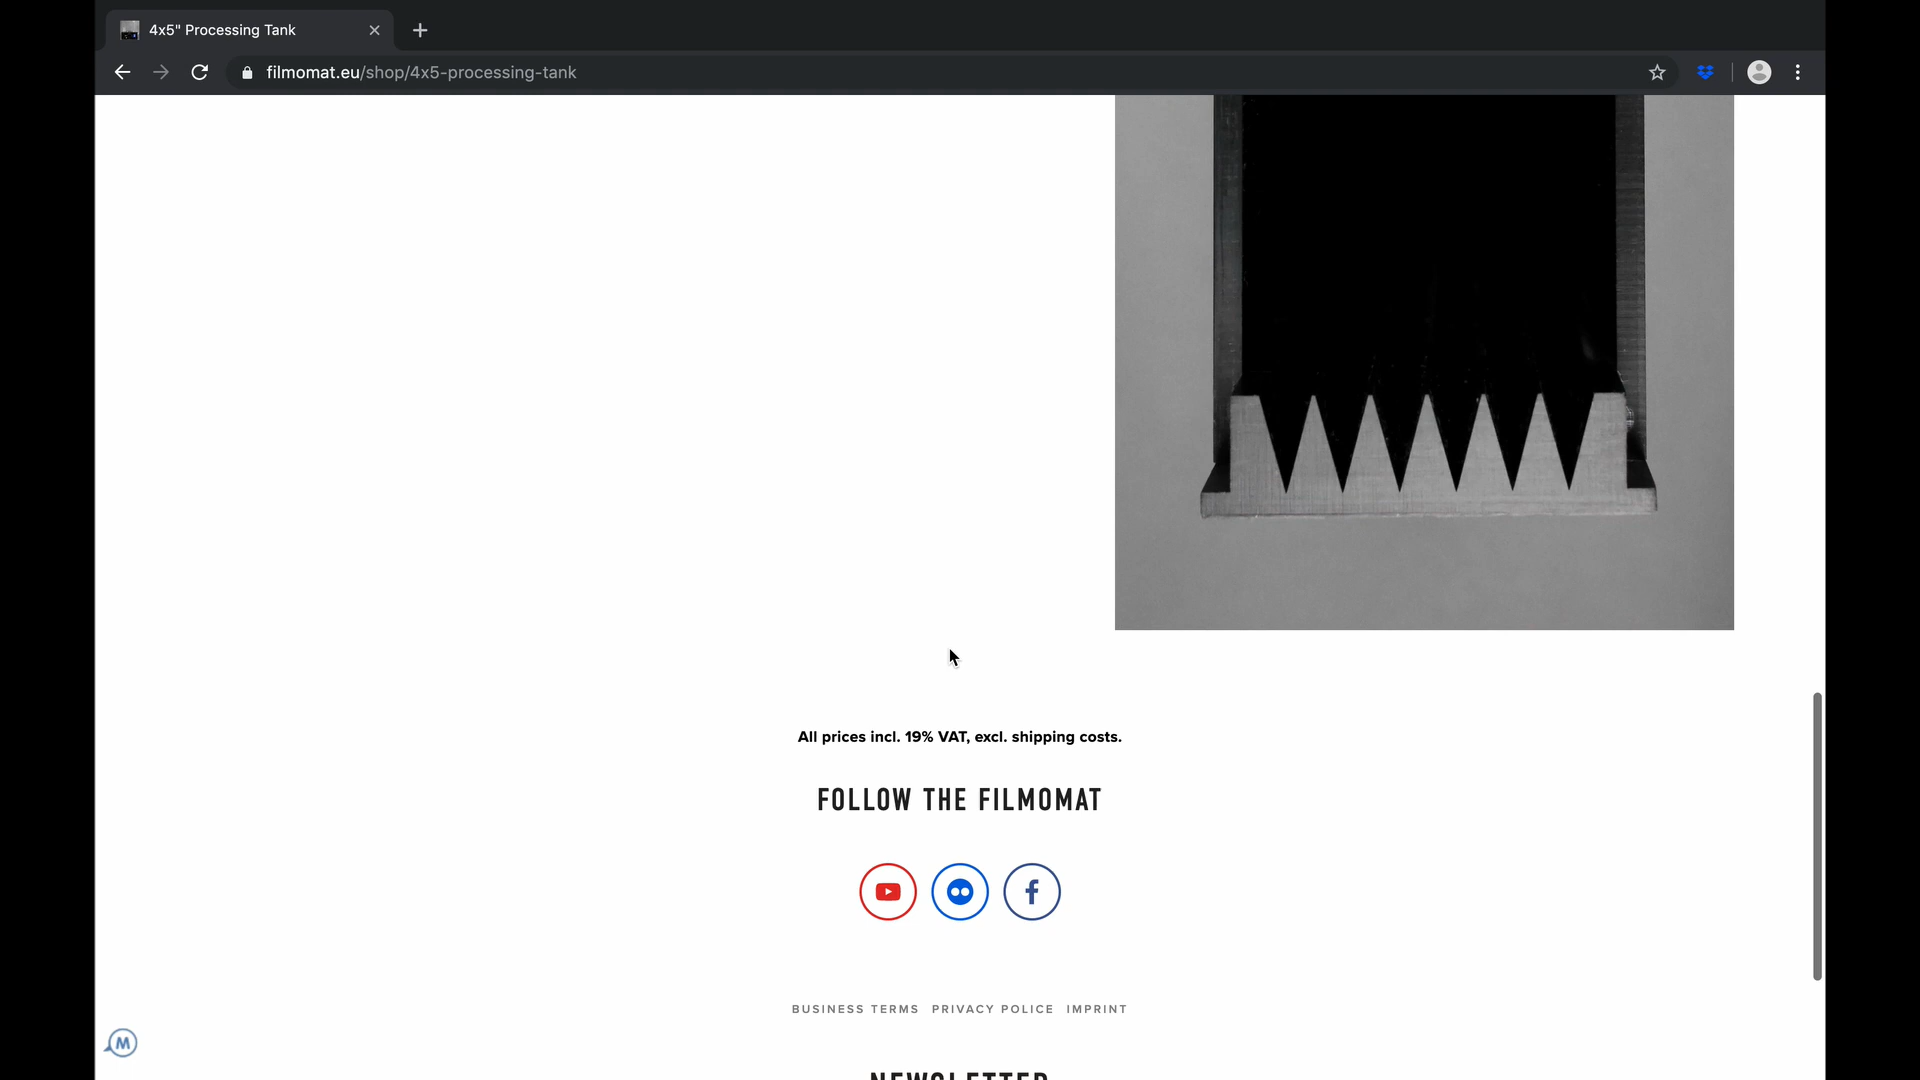 4x5" Processing Tank
filmomat.eu/shop/4x5-processing-tank
All prices incl. 19% VAT, excl. shipping costs.
FOLLOW THE FILMOMAT
BUSINESS TERMS PRIVACY POLICE IMPRINT
M
NEWSLETTER